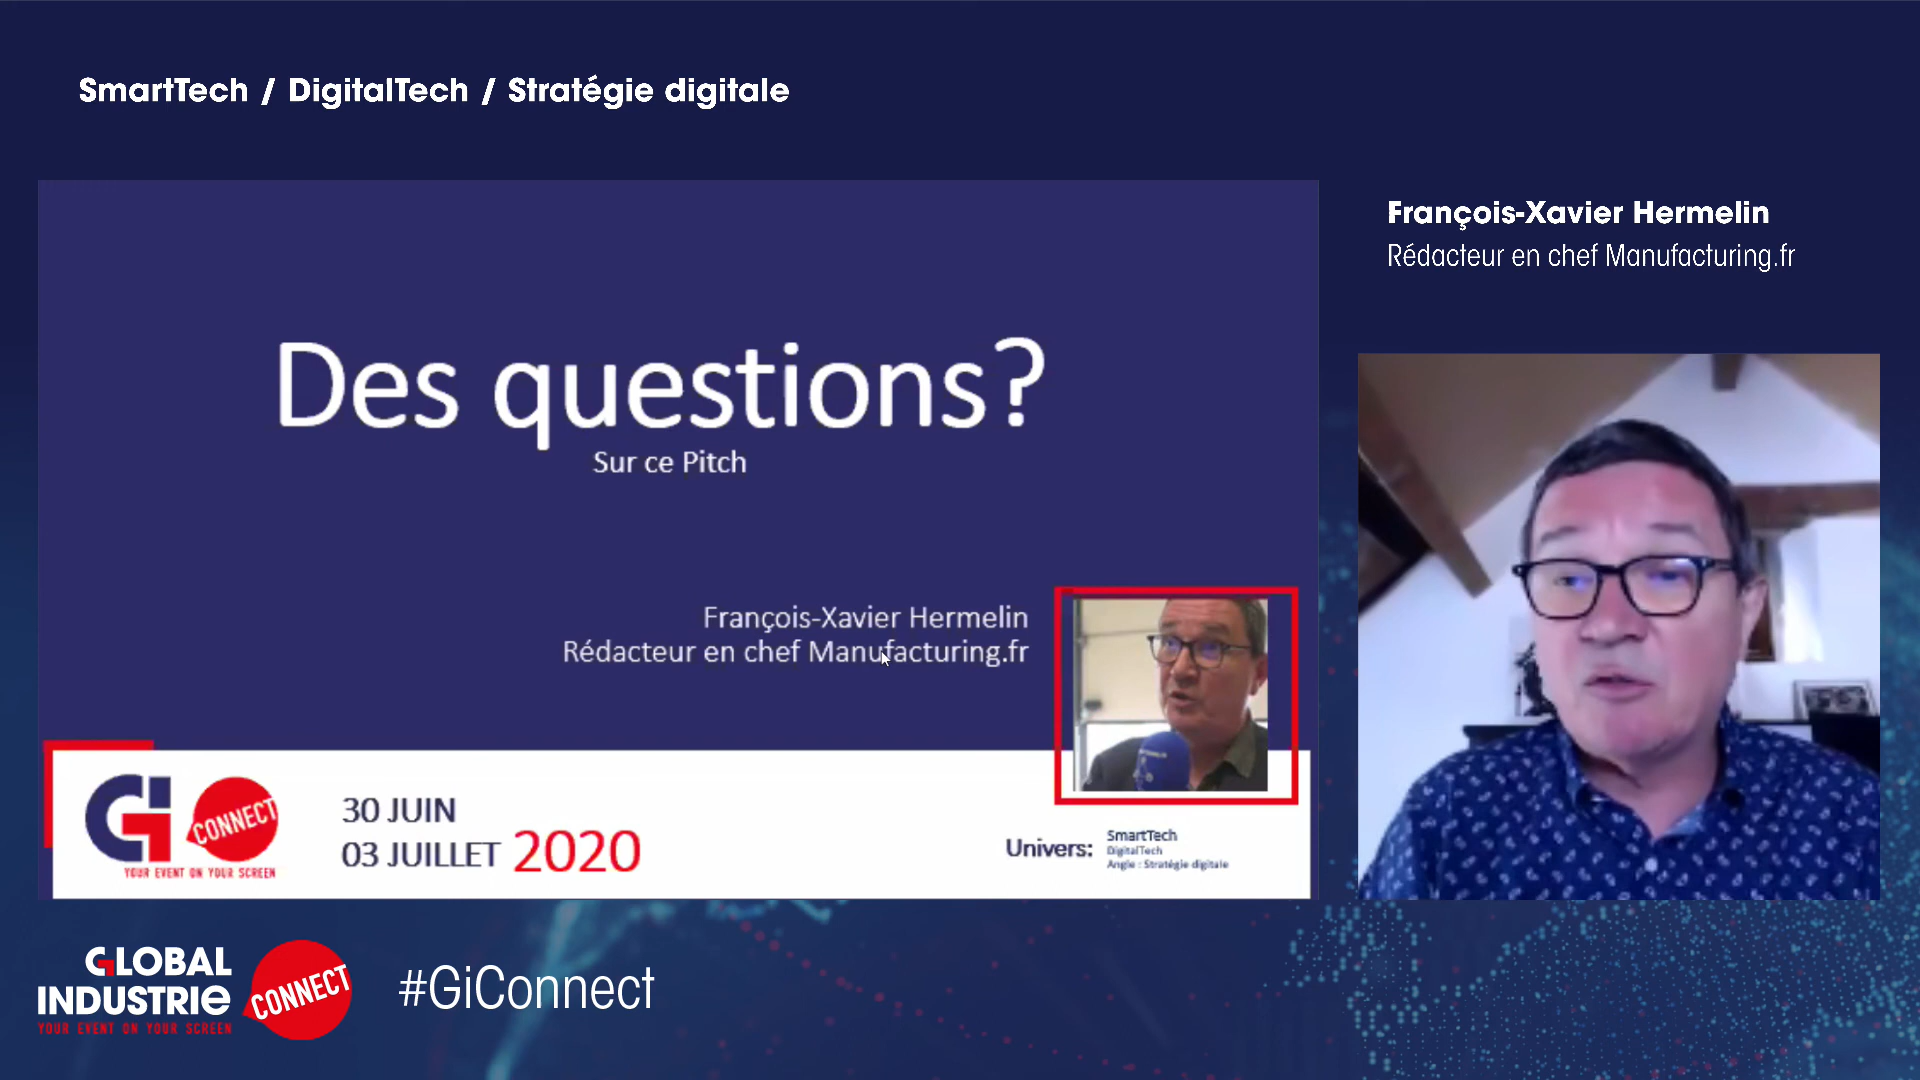 SmartTech / DigitalTech / Stratégie digitale
François-Xavier Hermelin
Rédacteur en chef Manufacturing.fr
Des questions?
Sur ce Pitch
François-Xavier Hermelin
Rédacteur en chef Manufacturing.fr
GI CONNECT
YOUR EVENT ON YOUR SCREEN
30 JUIN
03 JUILLET 2020
Univers:
SmartTech
DigitalTech
Angle : Stratégie digitale
GLOBAL
INDUSTRIE
CONNECT
YOUR EVENT ON YOUR SCREEN
#GiConnect